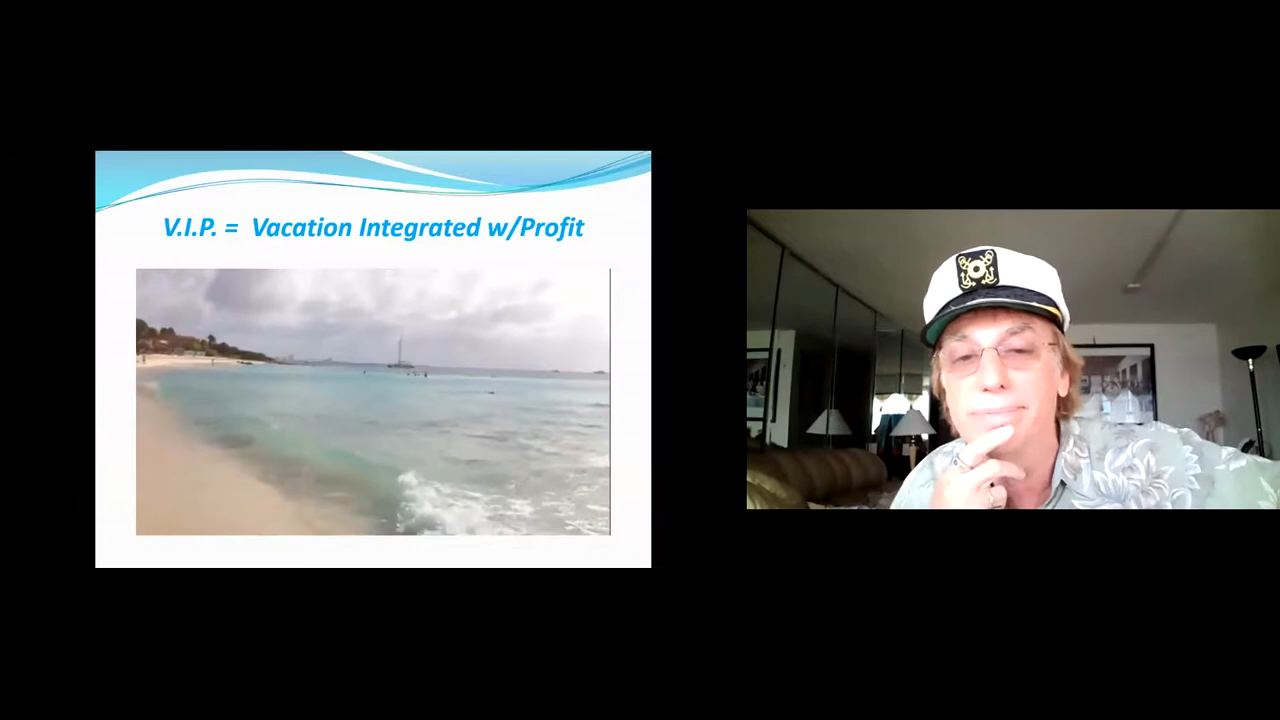 V.I.P. = Vacation Integrated w/Profit